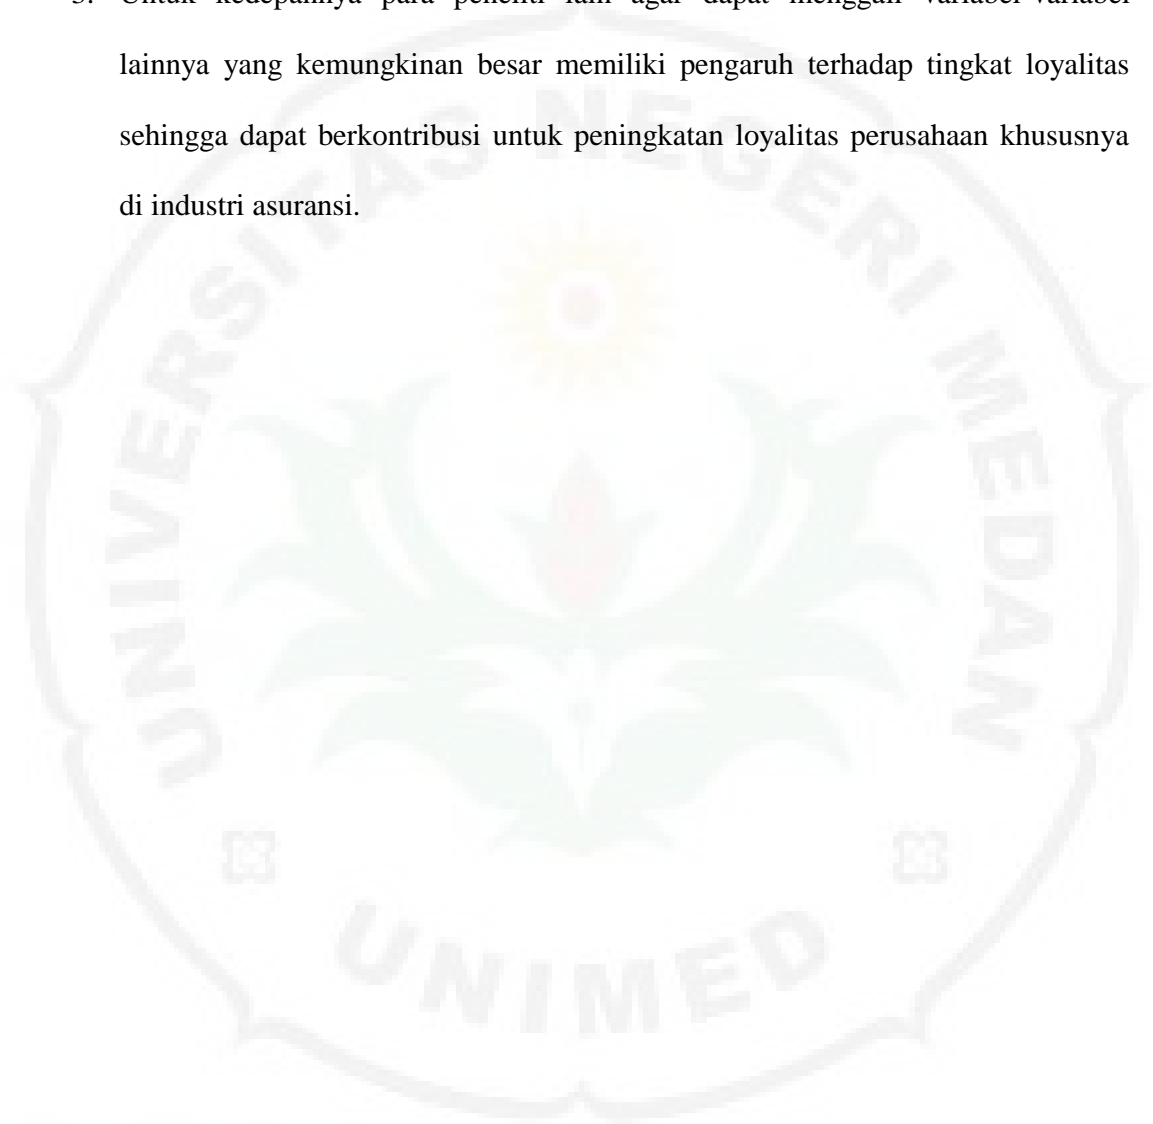 Untuk kedepannya para peneliti lain agar dapat menggali variabel-variabel
lainnya yang kemungkinan besar memiliki pengaruh terhadap tingkat loyalitas
sehingga dapat berkontribusi untuk peningkatan loyalitas perusahaan khususnya
di industri asuransi.
UNIVERSITAS NEGERI MEDAN
UNIMED